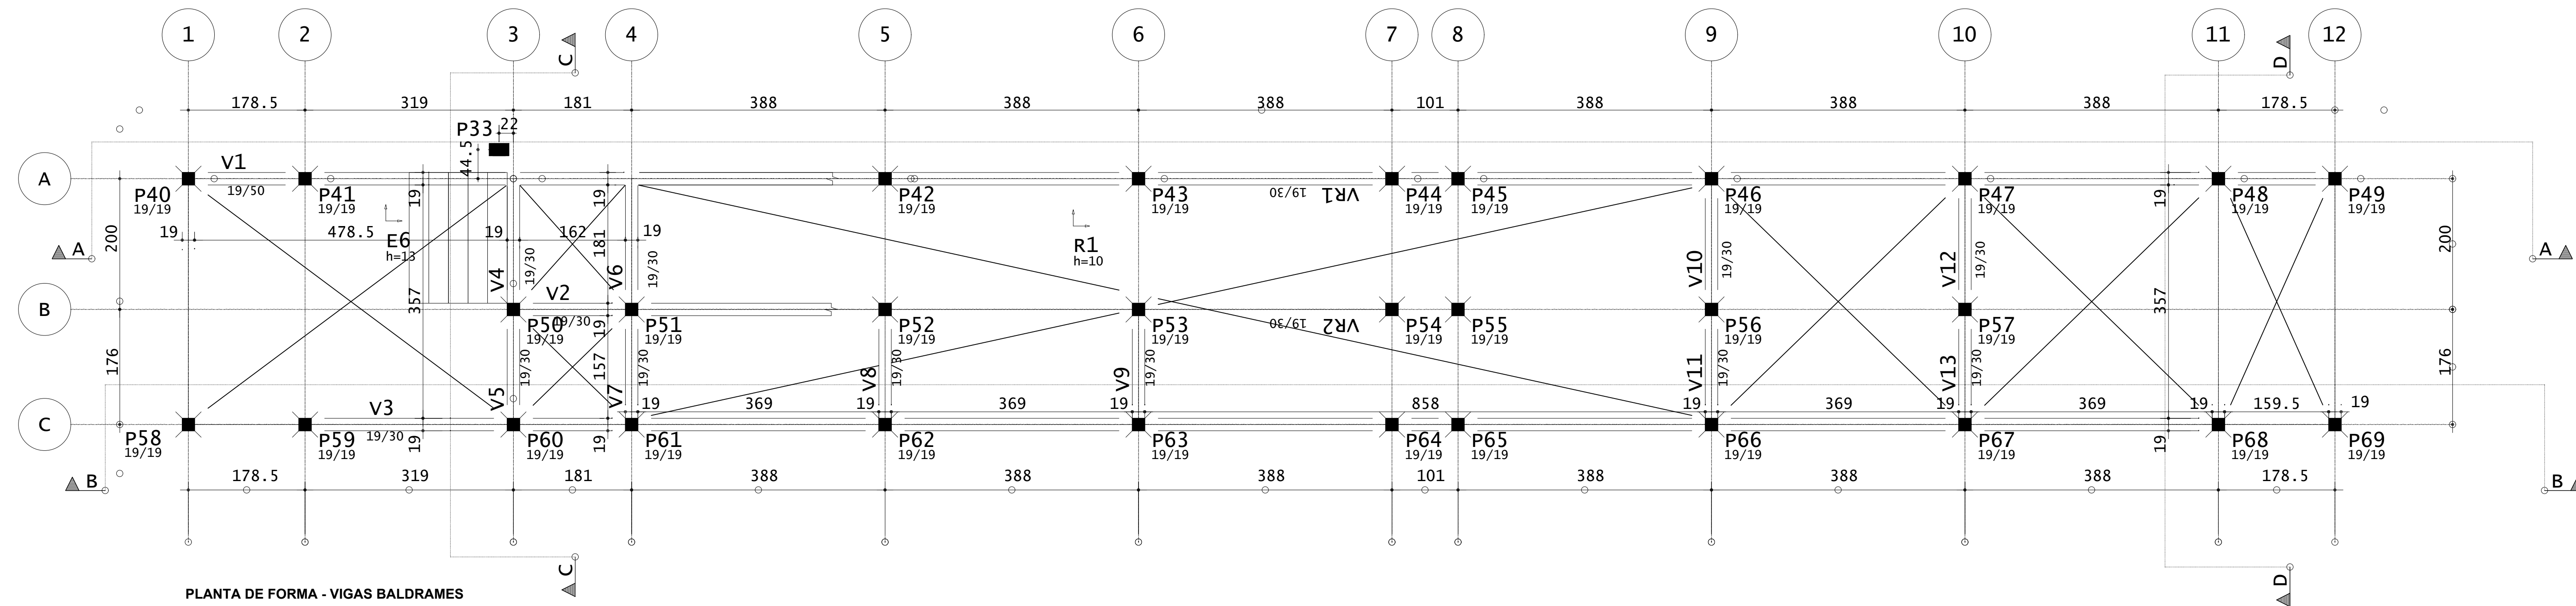 1 2 3 4 5 6 7 8 9 10 11 12
C D
178.5 319 181 388 388 388 101 388 388 388 178.5
P33 22
44.5
A V1 A
19/50
P40 P41 P42 P43 VR1 P44 P45 P46 P47 P48 P49
19/19 19/19 19/19 19/19 19/30 19/19 19/19 19/19 19/19 19/19 19/19
19 19 19
19 478.5 19 162 19
200 181 200
E6
h=13
R1
h=10
A A
V4 19/30 V6 19/30 V10 19/30 V12 19/30
357 357
B V2
19/30
P50 P51 P52 P53 VR2 P54 P55 P56 P57
19/19 19/19 19/19 19/19 19/30 19/19 19/19 19/19 19/19
19
176 157 176
V5 19/30 V7 19/30 V8 19/30 V9 19/30 V11 19/30 V13 19/30
19 369 19 369 19 858 19 369 19 369 19 159.5 19
C V3
19/30
P58 P59 P60 P61 P62 P63 P64 P65 P66 P67 P68 P69
19/19 19/19 19/19 19/19 19/19 19/19 19/19 19/19 19/19 19/19 19/19 19/19
19 19 19
B B
178.5 319 181 388 388 388 101 388 388 388 178.5
C D
PLANTA DE FORMA - VIGAS BALDRAMES